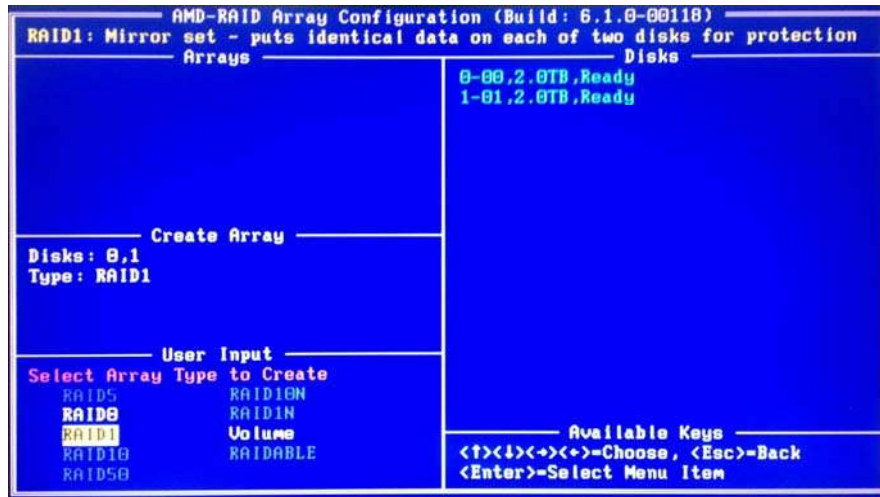 AMD-RAID Array Configuration (Build: 6.1.0-00118)
RAID1: Mirror set - puts identical data on each of two disks for protection
Arrays
Disks
0-00,2.0TB,Ready
1-01,2.0TB,Ready
Create Array
Disks: 0,1
Type: RAID1
User Input
Select Array Type to Create
RAID5 RAID10N
RAID0 RAID1N
RAID1 Volume
RAID10 RAIDABLE
RAID50
Available Keys
<↑><↓><→><←>=Choose, <Esc>=Back
<Enter>=Select Menu Item